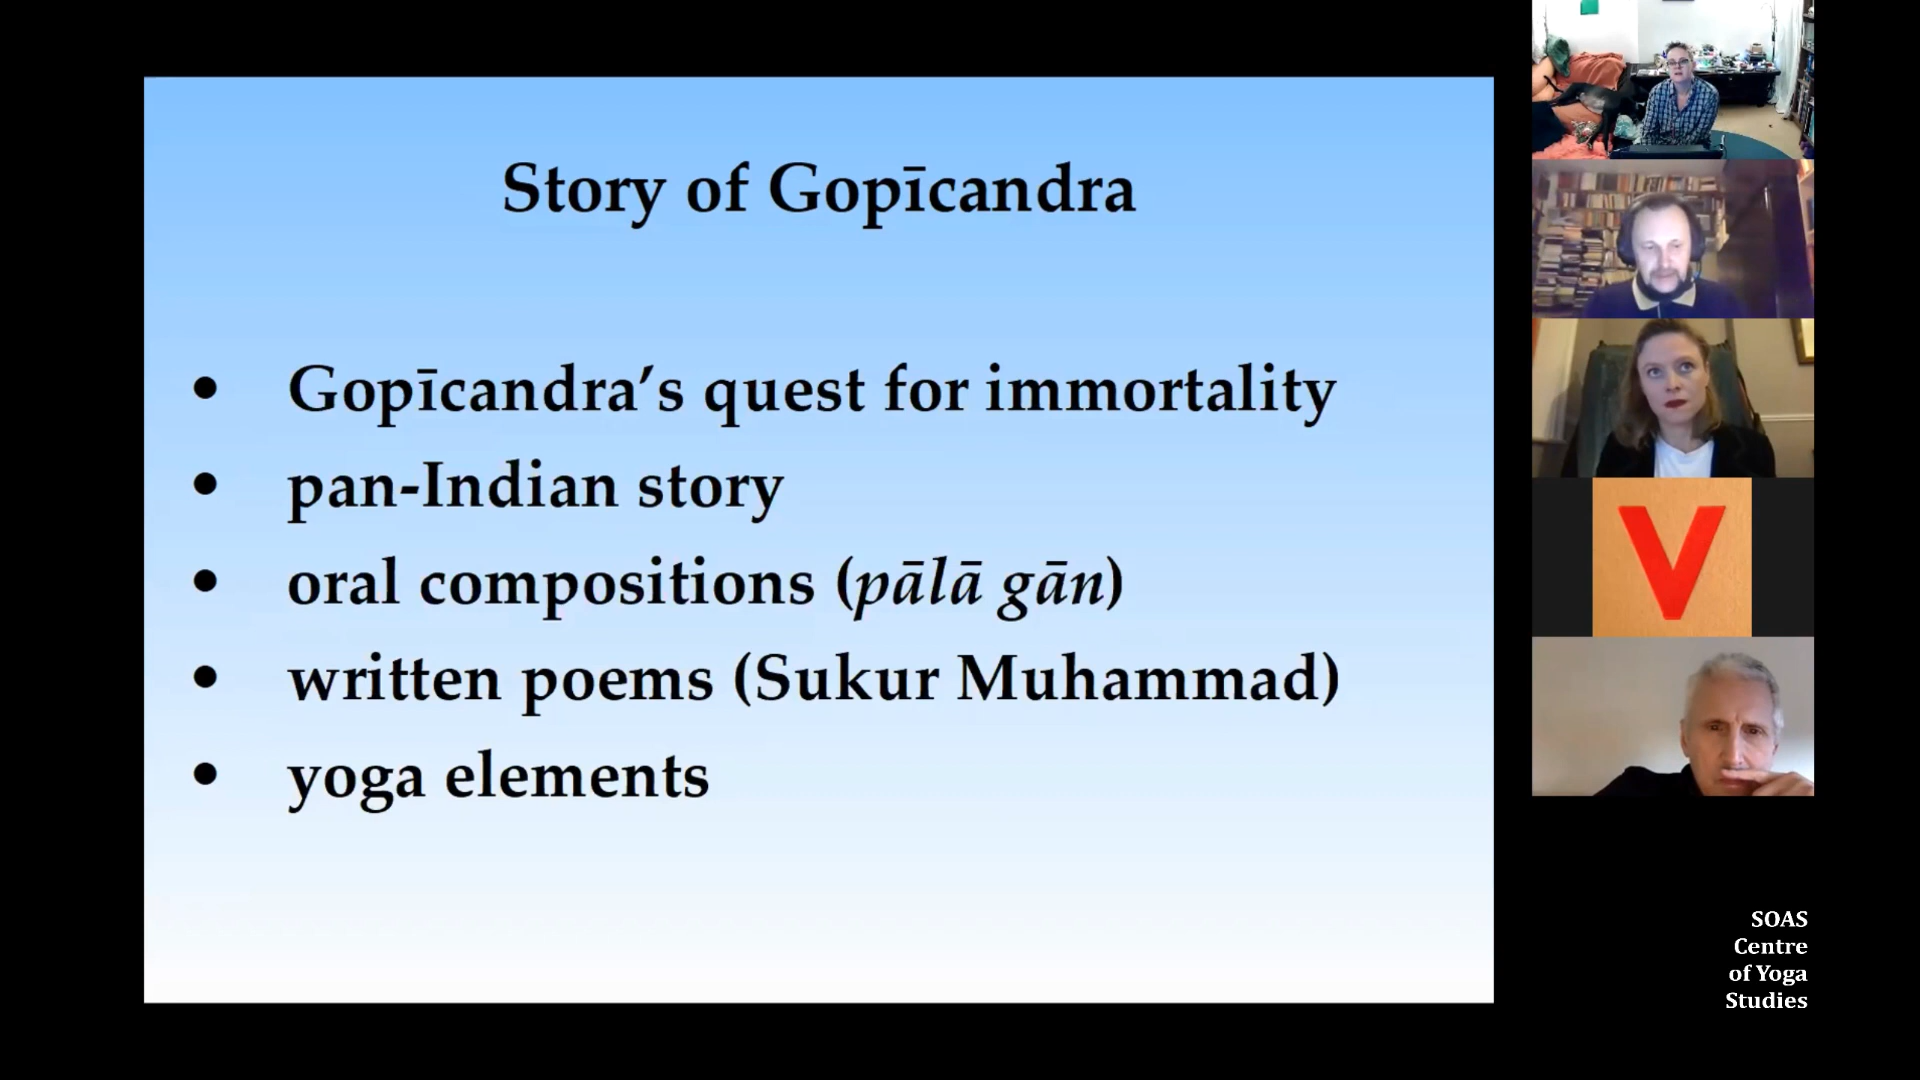 Story of Gopīcandra
• Gopīcandra’s quest for immortality
• pan-Indian story
• oral compositions (pālā gān)
• written poems (Sukur Muhammad)
• yoga elements
V
SOAS
Centre
of Yoga
Studies